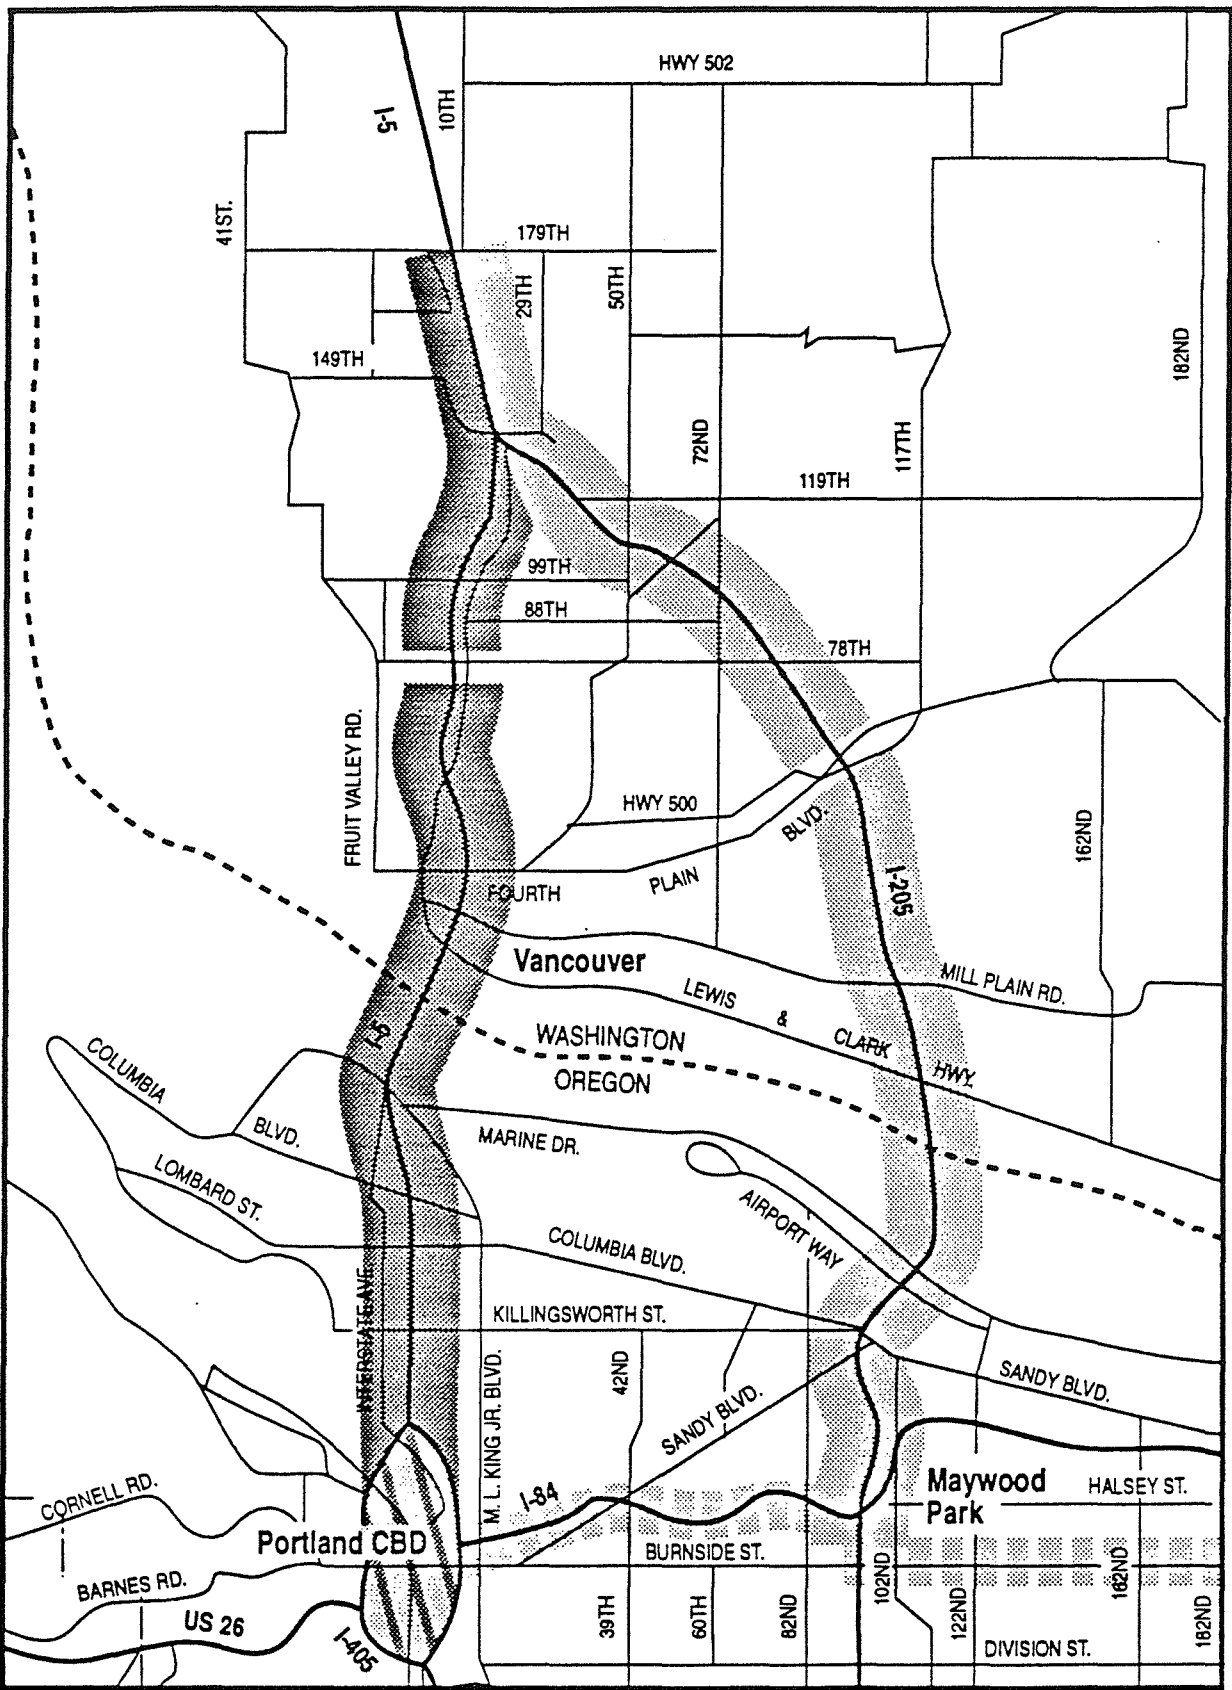 HWY 502
I-5
10TH
41ST.
179TH
29TH
50TH
149TH
182ND
72ND
117TH
119TH
99TH
88TH
78TH
FRUIT VALLEY RD.
HWY 500
BLVD.
162ND
PLAIN
FOURTH
I-205
Vancouver
MILL PLAIN RD.
LEWIS
&
CLARK
HWY.
I-5
WASHINGTON
OREGON
COLUMBIA
BLVD.
MARINE DR.
LOMBARD ST.
AIRPORT WAY
COLUMBIA BLVD.
INTERSTATE AVE.
KILLINGSWORTH ST.
M. L. KING JR. BLVD.
42ND
SANDY BLVD.
SANDY BLVD.
CORNELL RD.
I-84
Maywood
Park
HALSEY ST.
Portland CBD
BURNSIDE ST.
BARNES RD.
102ND
162ND
US 26
I-405
39TH
60TH
82ND
122ND
182ND
DIVISION ST.